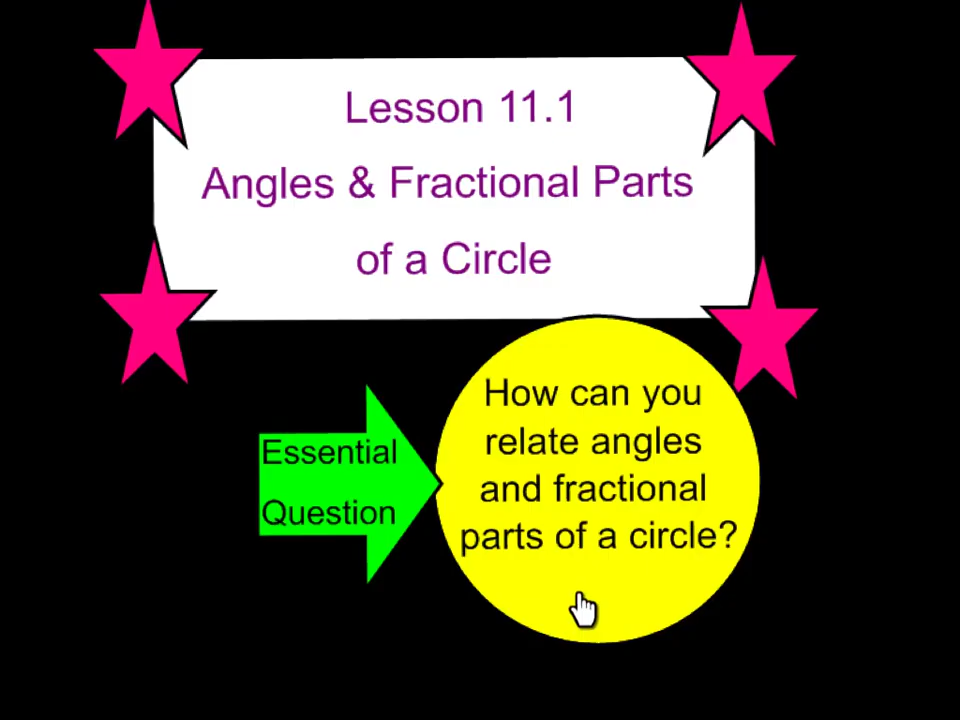 Lesson 11.1
Angles & Fractional Parts
of a Circle
Essential
Question
How can you
relate angles
and fractional
parts of a circle?